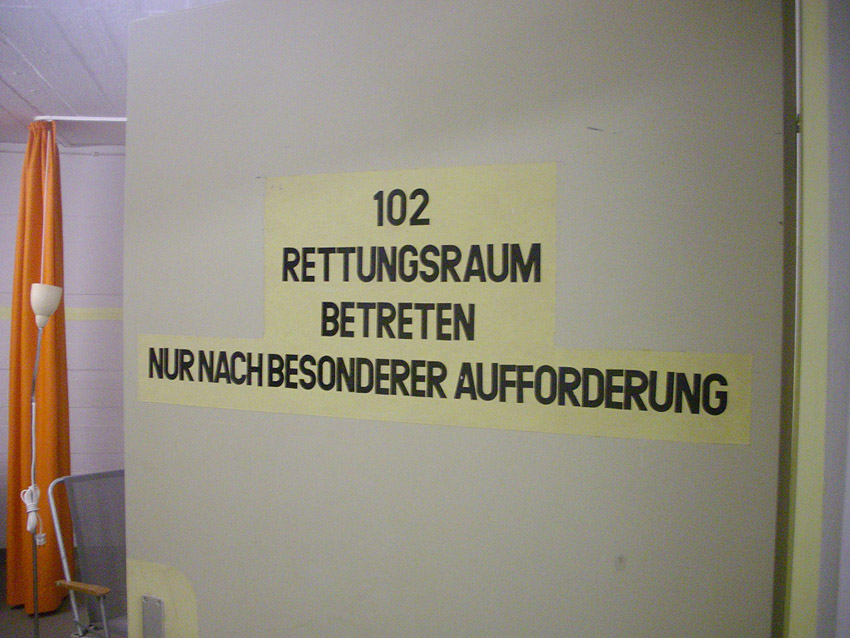 102
RETTUNGSRAUM
BETRETEN
NUR NACH BESONDERER AUFFORDERUNG